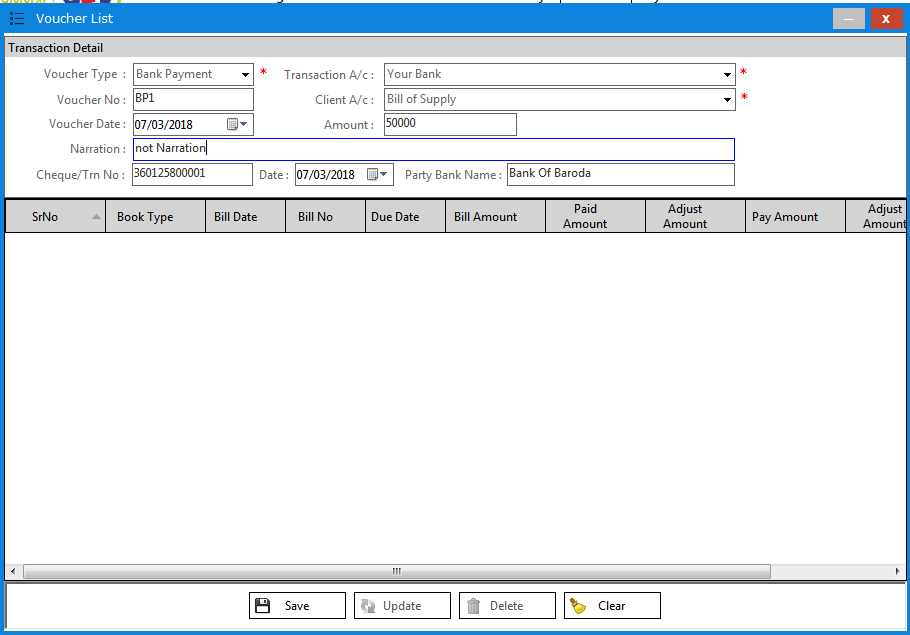 Voucher List
Transaction Detail
Voucher Type : Bank Payment * Transaction A/c : Your Bank *
Voucher No : BP1 Client A/c : Bill of Supply *
Voucher Date : 07/03/2018 Amount : 50000
Narration : not Narration
Cheque/Trn No : 360125800001 Date : 07/03/2018 Party Bank Name : Bank Of Baroda
SrNo Book Type Bill Date Bill No Due Date Bill Amount Paid Amount Adjust Amount Pay Amount Adjust Amount
Save Update Delete Clear